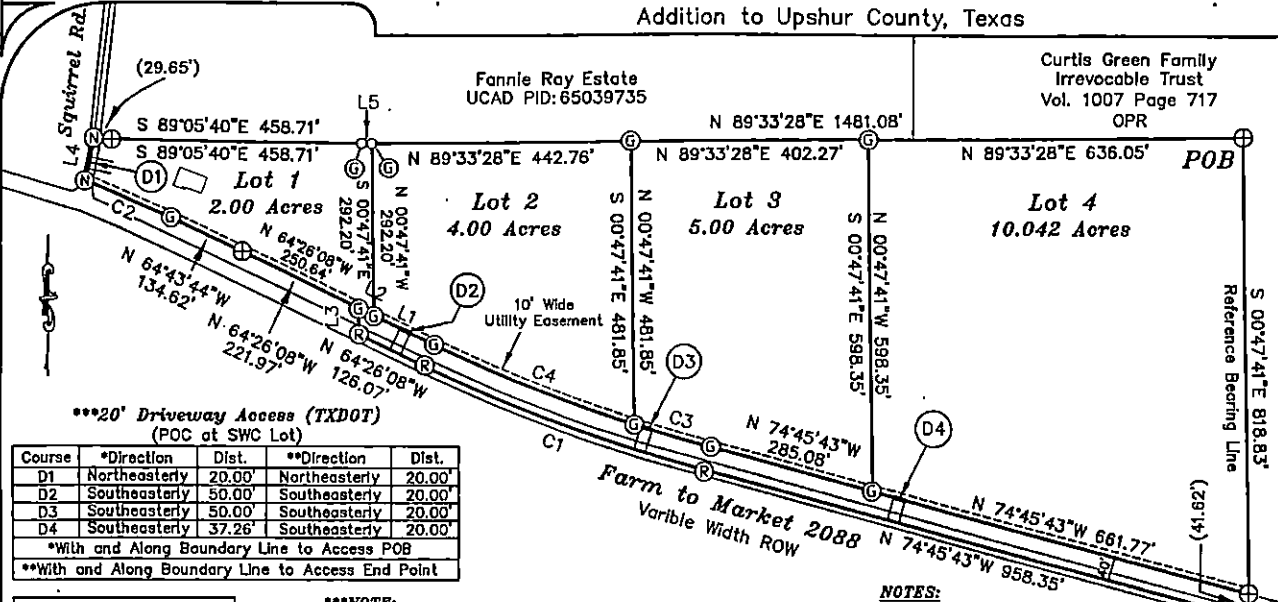 Addition to Upshur County, Texas
Squirrel Rd.
L4
(29.65')
Fannie Ray Estate
UCAD PID: 65039735
Curtis Green Family
Irrevocable Trust
Vol. 1007 Page 717
OPR
L5
S 89°05'40"E 458.71'
N 89°33'28"E 1481.08'
S 89°05'40"E 458.71'
N 89°33'28"E 442.76'
N 89°33'28"E 402.27'
N 89°33'28"E 636.05'
POB
N
N
G
G
G
G
D1
Lot 1
2.00 Acres
Lot 2
4.00 Acres
Lot 3
5.00 Acres
Lot 4
10.042 Acres
S 00°47'41"E
292.20'
N 00°47'41"W
292.20'
S 00°47'41"E 481.85'
N 00°47'41"W 481.85'
S 00°47'41"E 598.35'
N 00°47'41"W 598.35'
S 00°47'41"E 818.83'
Reference Bearing Line
C2
G
N 64°26'08"W
250.64'
N 64°43'44"W
134.62'
N 64°26'08"W
221.97'
L2
L3
L1
G
G
R
D2
G
R
N 64°26'08"W
126.07'
10' Wide
Utility Easement
C4
C1
G
D3
C3
G
R
N 74°45'43"W
285.08'
G
D4
N 74°45'43"W 661.77'
(41.62')
40'
Farm to Market 2088
Varible Width ROW
N 74°45'43"W 958.35'
***20' Driveway Access (TXDOT)
(POC at SWC Lot)
Course *Direction Dist. **Direction Dist.
D1 Northeasterly 20.00' Northeasterly 20.00'
D2 Southeasterly 50.00' Southeasterly 20.00'
D3 Southeasterly 50.00' Southeasterly 20.00'
D4 Southeasterly 37.26' Southeasterly 20.00'
*With and Along Boundary Line to Access POB
**With and Along Boundary Line to Access End Point
***NOTE:
NOTES: